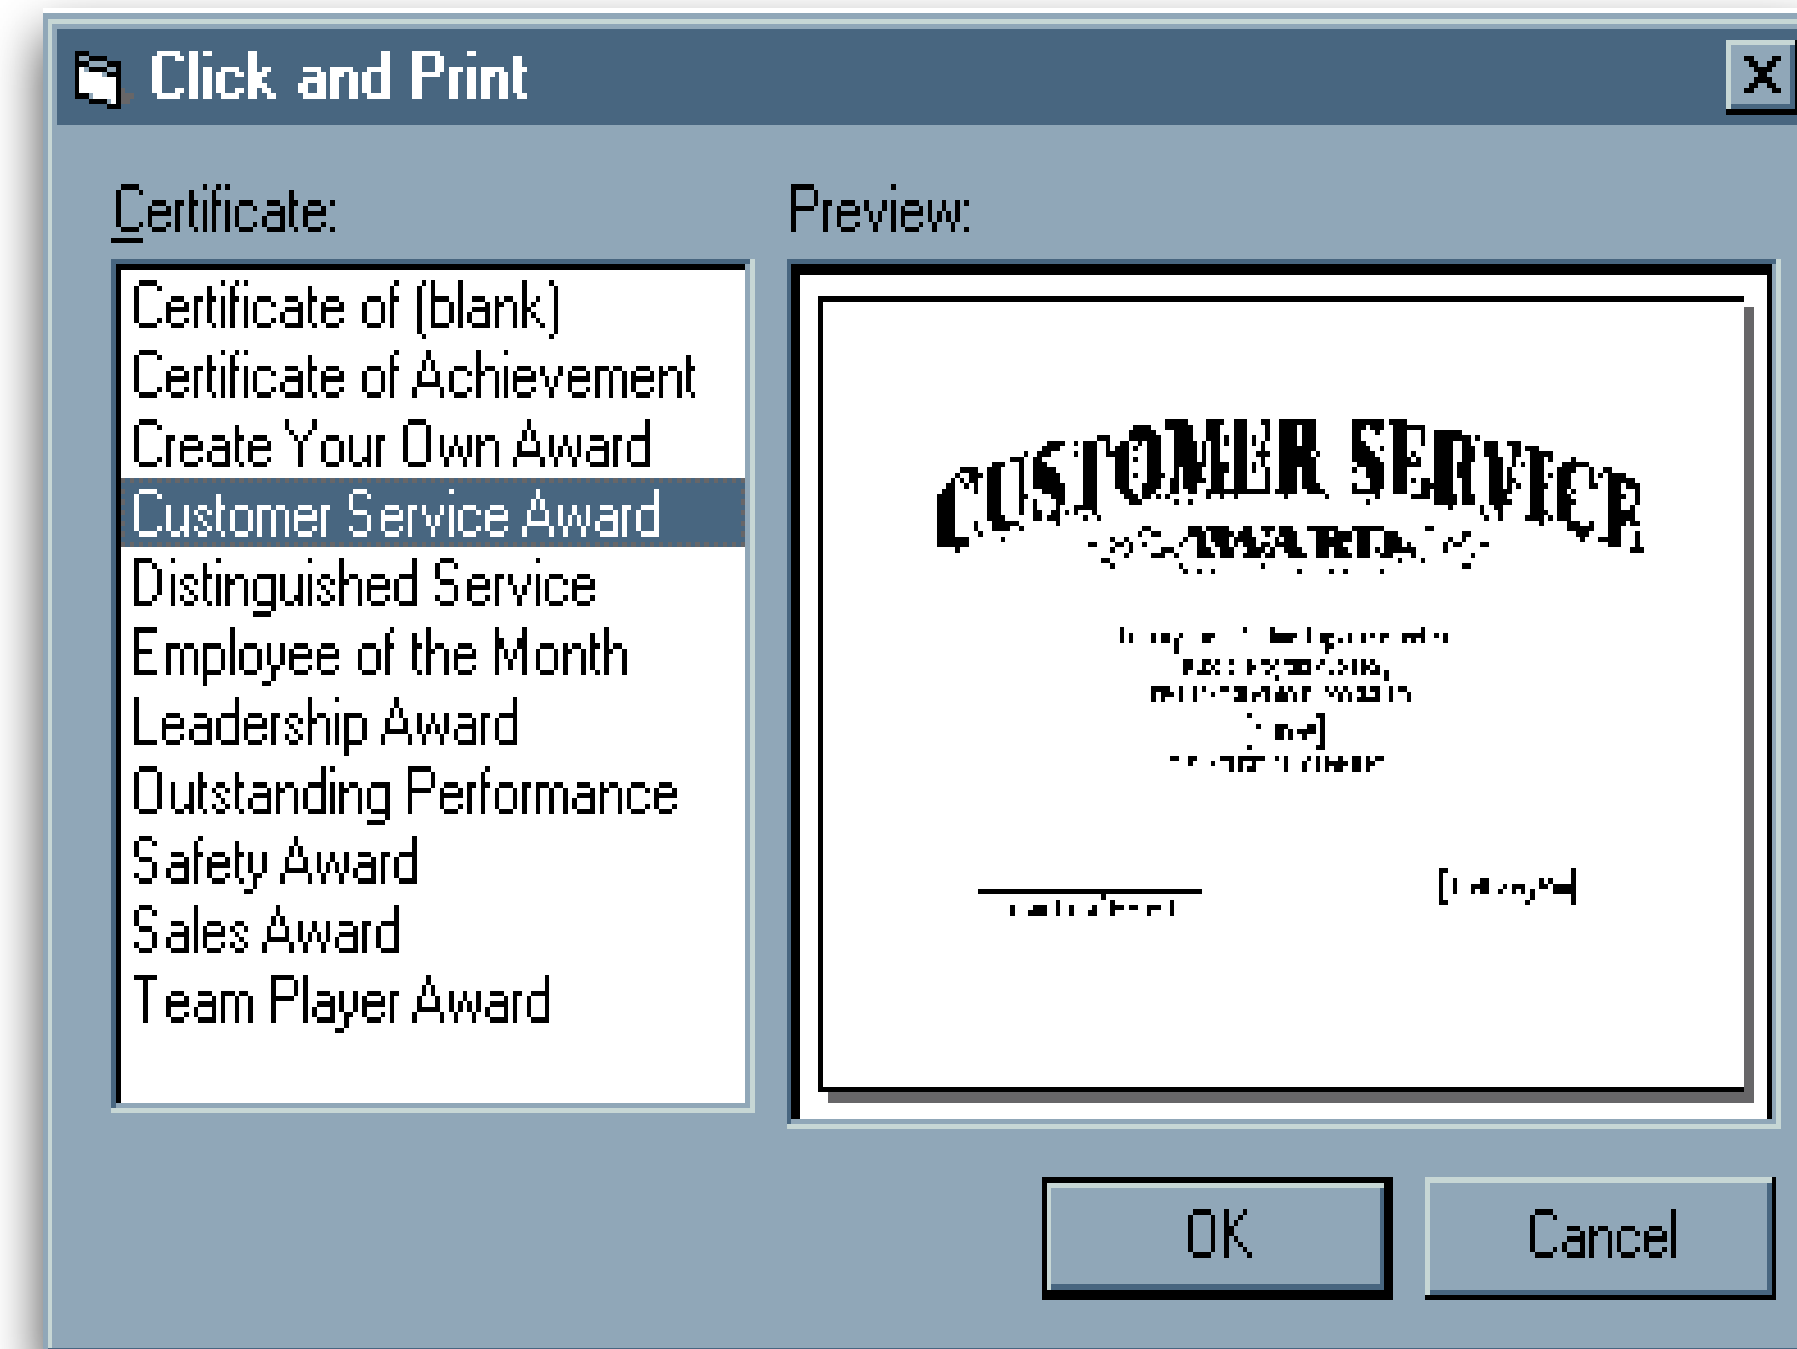 Click and Print
Certificate:
Certificate of (blank)
Certificate of Achievement
Create Your Own Award
Customer Service Award
Distinguished Service
Employee of the Month
Leadership Award
Outstanding Performance
Safety Award
Sales Award
Team Player Award
Preview:
CUSTOMER SERVICE
AWARD
OK
Cancel